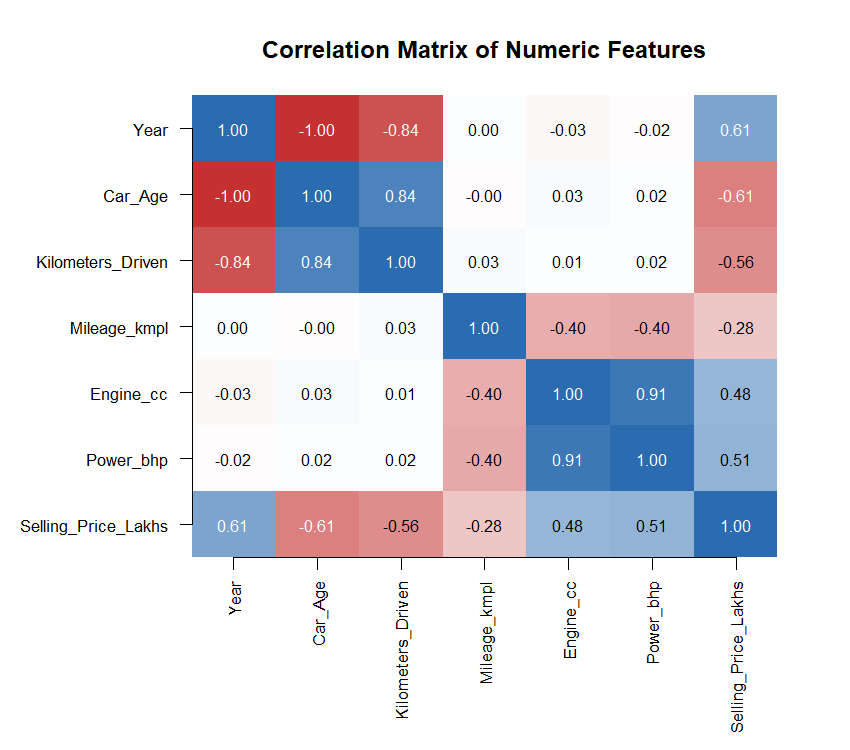 Correlation Matrix of Numeric Features
Year 1.00 -1.00 -0.84 0.00 -0.03 -0.02 0.61
Car_Age -1.00 1.00 0.84 -0.00 0.03 0.02 -0.61
Kilometers_Driven -0.84 0.84 1.00 0.03 0.01 0.02 -0.56
Mileage_kmpl 0.00 -0.00 0.03 1.00 -0.40 -0.40 -0.28
Engine_cc -0.03 0.03 0.01 -0.40 1.00 0.91 0.48
Power_bhp -0.02 0.02 0.02 -0.40 0.91 1.00 0.51
Selling_Price_Lakhs 0.61 -0.61 -0.56 -0.28 0.48 0.51 1.00
Year
Car_Age
Kilometers_Driven
Mileage_kmpl
Engine_cc
Power_bhp
Selling_Price_Lakhs